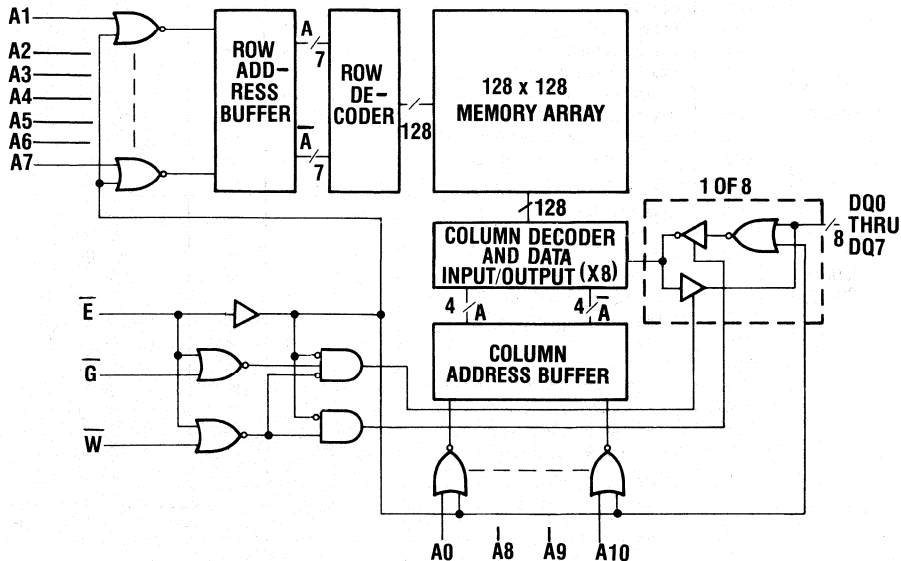 A1
A2
A3
A4
A5
A6
A7
ROW
ADD-
RESS
BUFFER
A
7
A̅
7
ROW
DE-
CODER
128
128 x 128
MEMORY ARRAY
128
1 OF 8
DQ0
THRU
DQ7
8
COLUMN DECODER
AND DATA
INPUT/OUTPUT (X8)
4 A
4 A̅
COLUMN
ADDRESS BUFFER
E̅
G̅
W̅
A0
A8
A9
A10